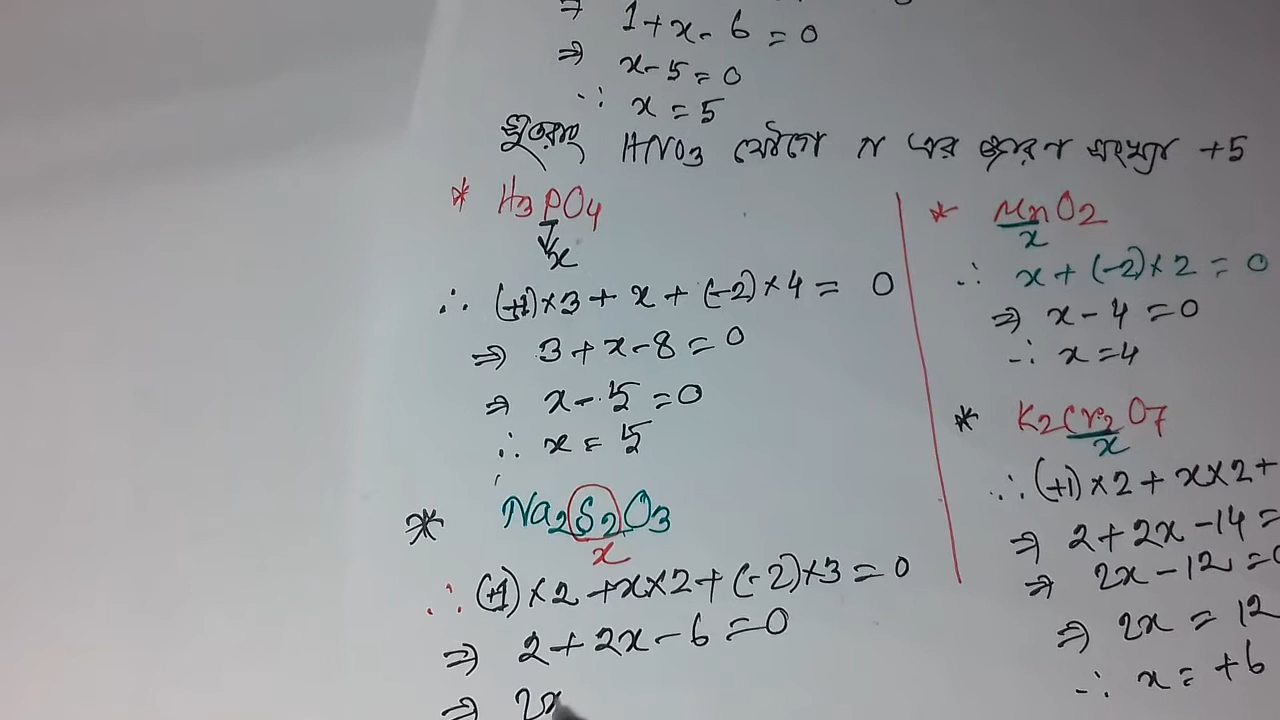 ⇒ 1 + x - 6 = 0
⇒ x - 5 = 0
∴ x = 5
সুতরাং HNO3 যৌগে N এর জারন সংখ্যা +5
* H3PO4
x
∴ (+1)×3 + x + (-2)×4 = 0
⇒ 3 + x - 8 = 0
⇒ x - 5 = 0
∴ x = 5
* Na2S2O3
x
∴ (+1)×2 + x×2 + (-2)×3 = 0
⇒ 2 + 2x - 6 = 0
⇒ 2x
* MnO2
x
∴ x + (-2)×2 = 0
⇒ x - 4 = 0
∴ x = 4
* K2Cr2O7
x
∴ (+1)×2 + x×2 +
⇒ 2 + 2x - 14 =
⇒ 2x - 12 = 0
⇒ 2x = 12
∴ x = +6